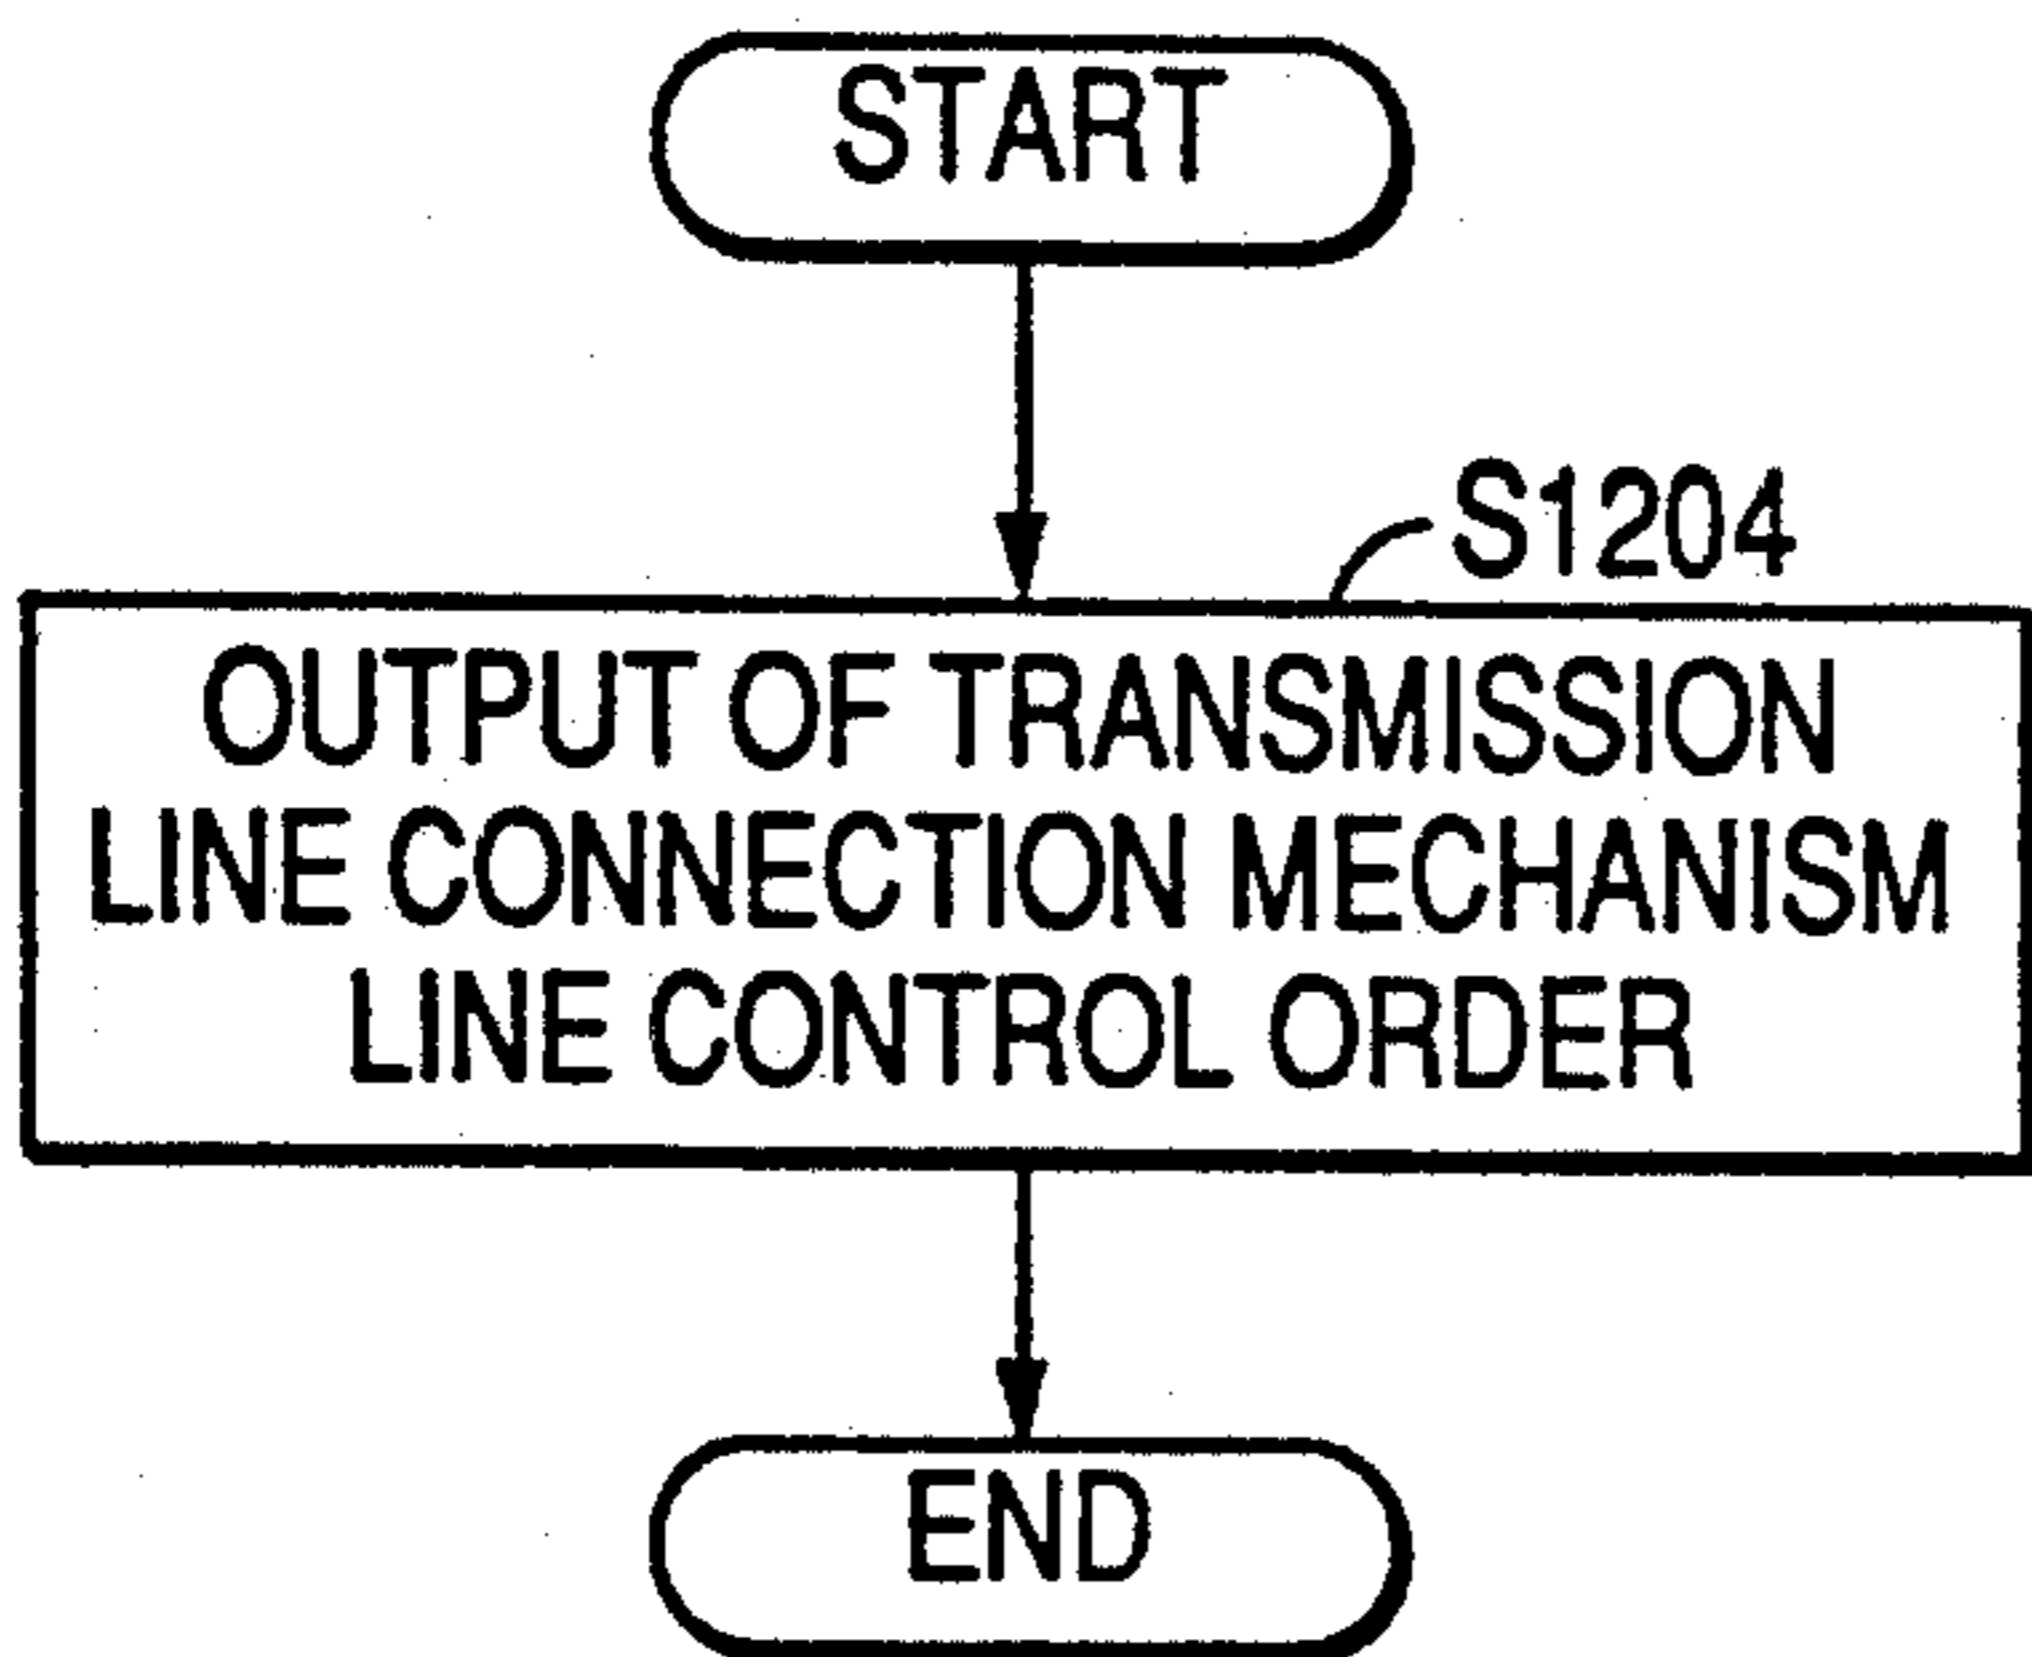 START
S1204
OUTPUT OF TRANSMISSION
LINE CONNECTION MECHANISM
LINE CONTROL ORDER
END